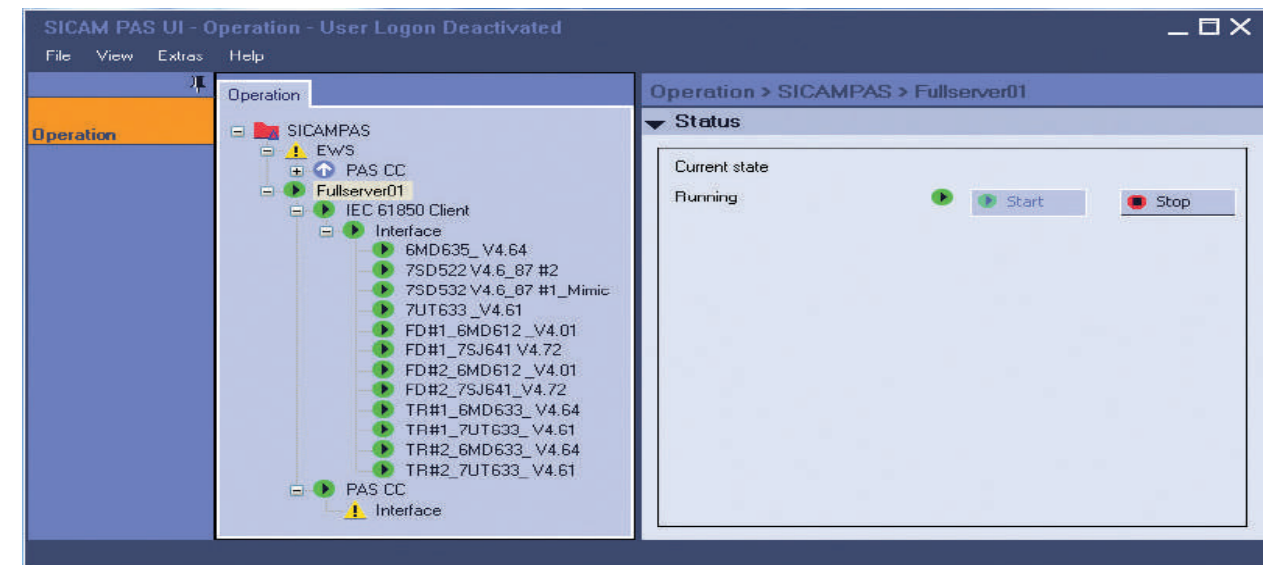 SICAM PAS UI - Operation - User Logon Deactivated
File View Extras Help
Operation
Operation
SICAMPAS
EWS
PAS CC
Fullserver01
IEC 61850 Client
Interface
6MD635_ V4.64
7SD522 V4.6_87 #2
7SD532 V4.6_87 #1_Mimic
7UT633 _V4.61
FD#1_6MD612 _V4.01
FD#1_7SJ641 V4.72
FD#2_6MD612 _V4.01
FD#2_7SJ641_V4.72
TR#1_6MD633_ V4.64
TR#1_7UT633_ V4.61
TR#2_6MD633_ V4.64
TR#2_7UT633_ V4.61
PAS CC
Interface
Operation > SICAMPAS > Fullserver01
Status
Current state
Running Start Stop